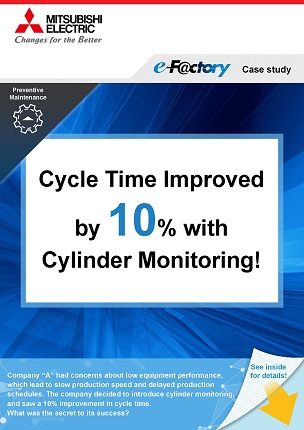 MITSUBISHI
ELECTRIC
Changes for the Better
e-F@ctory
Case study
Preventive
Maintenance
Cycle Time Improved
by 10% with
Cylinder Monitoring!
Company “A” had concerns about low equipment performance,
which lead to slow production speed and delayed production
schedules. The company decided to introduce cylinder monitoring,
and saw a 10% improvement in cycle time.
What was the secret to its success?
See inside
for details!